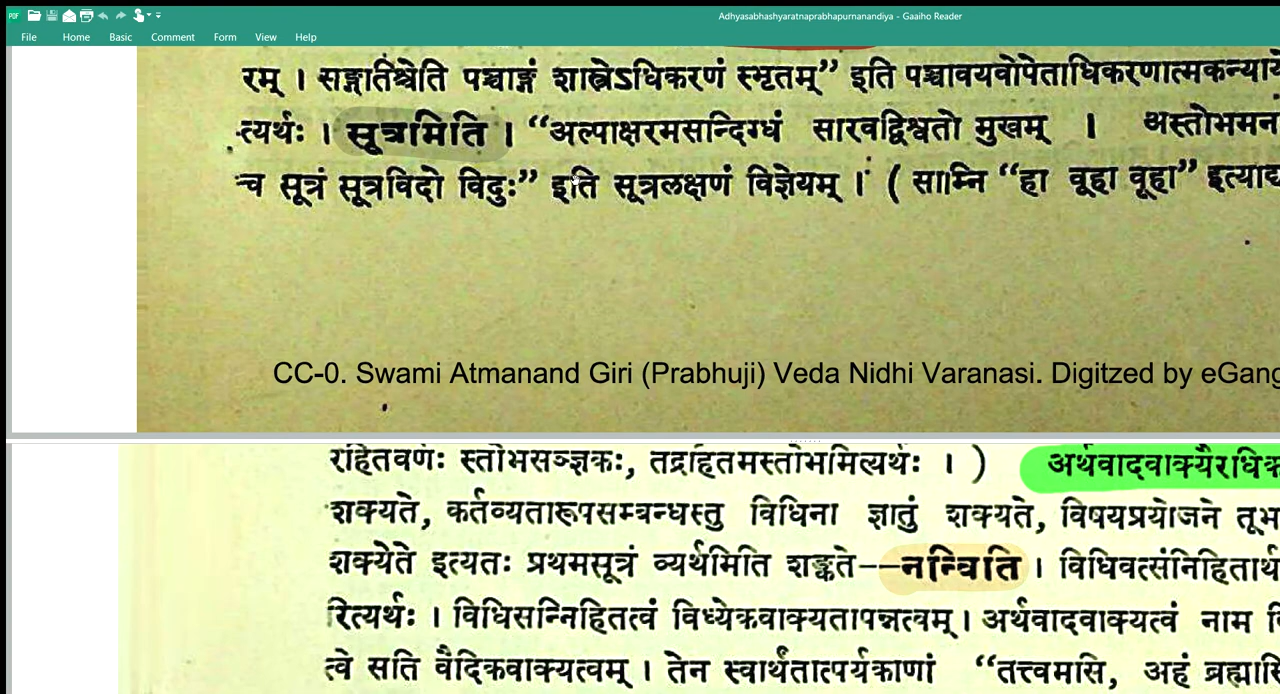 Adhyasabhashyaratnaprabhapurnanandiya - Gaaiho Reader
File Home Basic Comment Form View Help
रम् । सङ्गतिश्चेति पञ्चाङ्गं शास्त्रेऽधिकरणं स्मृतम्” इति पञ्चावयवोपेताधिकरणात्मकन्याये
त्यर्थः । सूत्रमिति । “अल्पाक्षरमसन्दिग्धं सारवद्विश्वतो मुखम् । अस्तोभमन
च सूत्रं सूत्रविदो विदुः” इति सूत्रलक्षणं विज्ञेयम् । ( साम्नि “हा वूहा वूहा” इत्याद
CC-0. Swami Atmanand Giri (Prabhuji) Veda Nidhi Varanasi. Digitzed by eGang
रहितवर्णः स्तोभसञ्ज्ञकः, तद्रहितमस्तोभमित्यर्थः । ) अर्थवादवाक्यैरधिक
शक्यते, कर्तव्यतारूपसम्बन्धस्तु विधिना ज्ञातुं शक्यते, विषयप्रयोजने तूभ
शक्येते इत्यतः प्रथमसूत्रं व्यर्थमिति शङ्कते--नन्विति । विधिवत्संनिहितार्थ
रित्यर्थः । विधिसन्निहितत्वं विध्येकवाक्यतापन्नत्वम् । अर्थवादवाक्यत्वं नाम वि
त्वे सति वैदिकवाक्यत्वम् । तेन स्वार्थतात्पर्यकाणां “तत्त्वमसि, अहं ब्रह्मास्मि